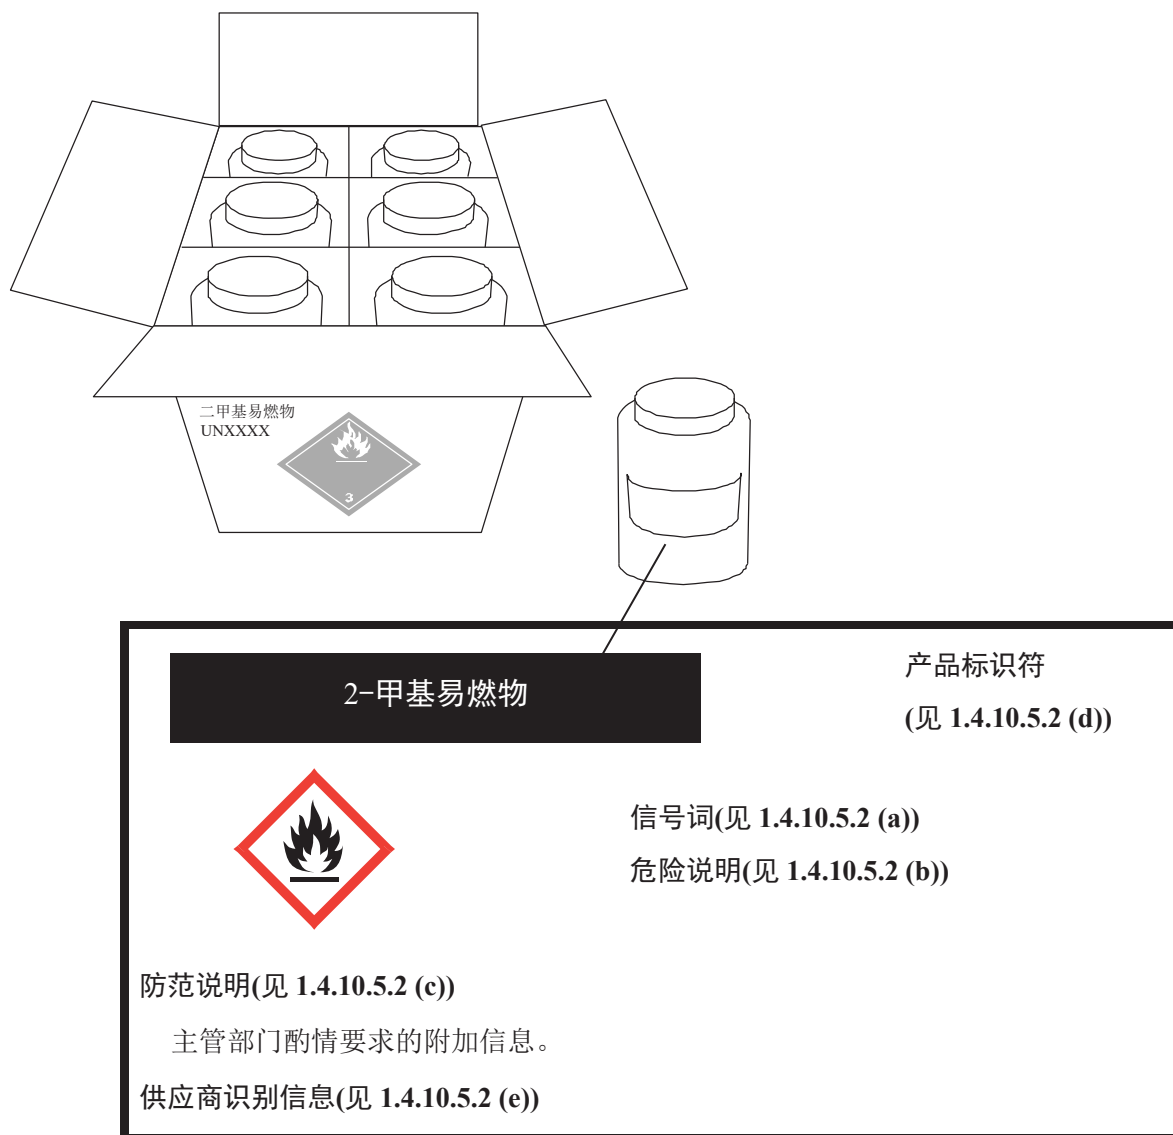 二甲基易燃物
UNXXXX
3
2-甲基易燃物
产品标识符
(见 1.4.10.5.2 (d))
信号词(见 1.4.10.5.2 (a))
危险说明(见 1.4.10.5.2 (b))
防范说明(见 1.4.10.5.2 (c))
主管部门酌情要求的附加信息。
供应商识别信息(见 1.4.10.5.2 (e))